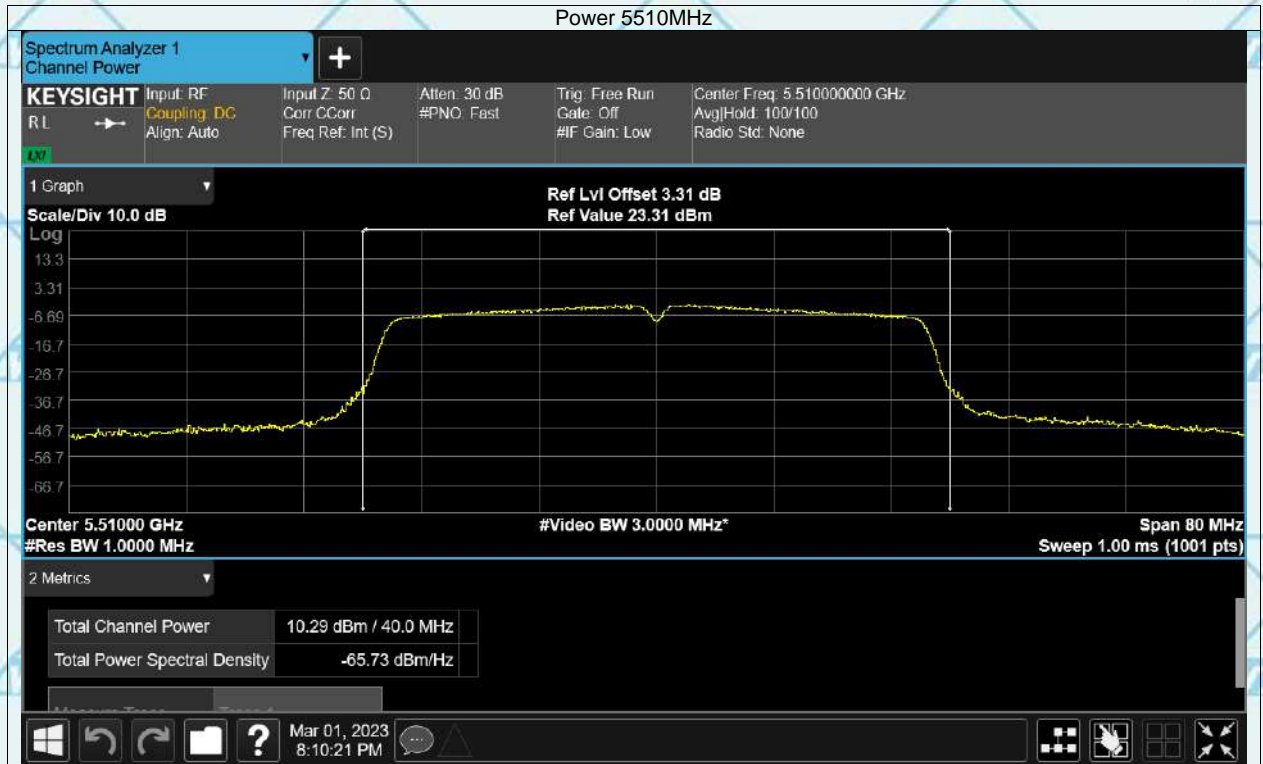 Power 5510MHz
Spectrum Analyzer 1
Channel Power
+
KEYSIGHT
RL
LXI
Input: RF
Coupling: DC
Align: Auto
Input Z: 50 Ω
Corr CCorr
Freq Ref: Int (S)
Atten: 30 dB
#PNO: Fast
Trig: Free Run
Gate: Off
#IF Gain: Low
Center Freq: 5.510000000 GHz
Avg|Hold: 100/100
Radio Std: None
1 Graph
Scale/Div 10.0 dB
Ref Lvl Offset 3.31 dB
Ref Value 23.31 dBm
Log
13.3
3.31
-6.69
-16.7
-26.7
-36.7
-46.7
-56.7
-66.7
Center 5.51000 GHz
#Video BW 3.0000 MHz*
Span 80 MHz
#Res BW 1.0000 MHz
Sweep 1.00 ms (1001 pts)
2 Metrics
Total Channel Power 10.29 dBm / 40.0 MHz
Total Power Spectral Density -65.73 dBm/Hz
?
Mar 01, 2023
8:10:21 PM